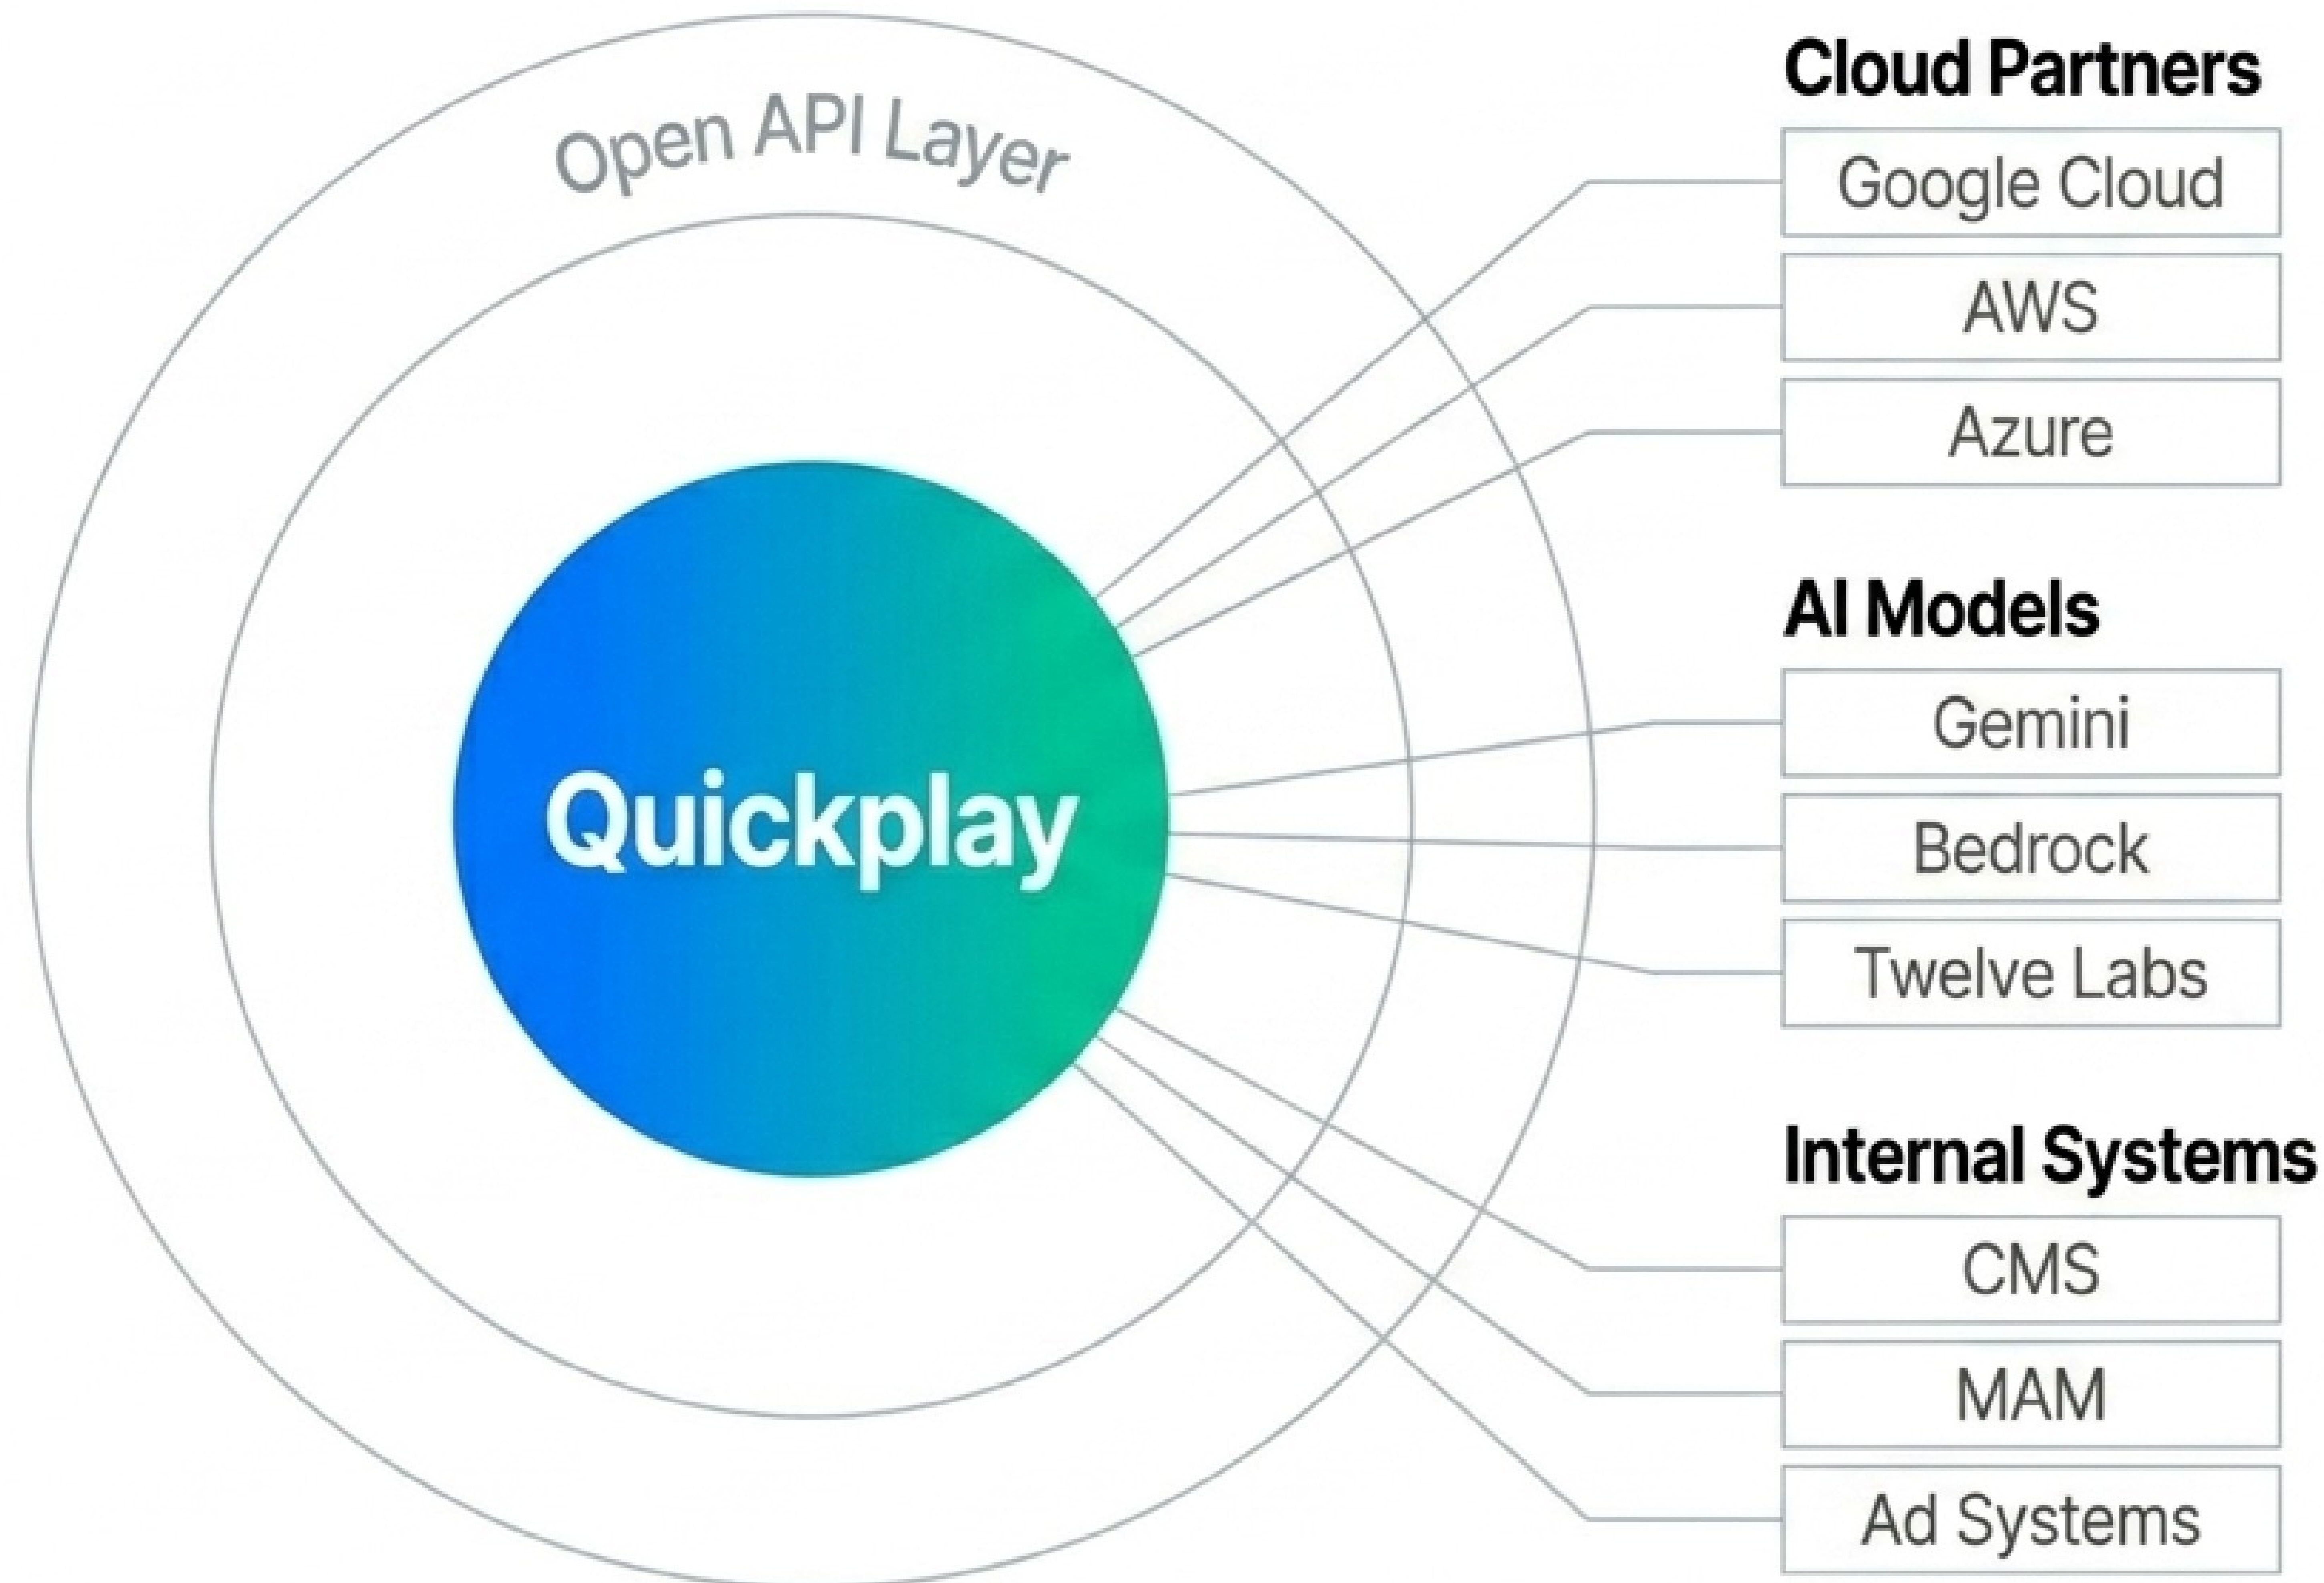 Open API Layer
Quickplay
Cloud Partners
Google Cloud
AWS
Azure
AI Models
Gemini
Bedrock
Twelve Labs
Internal Systems
CMS
MAM
Ad Systems